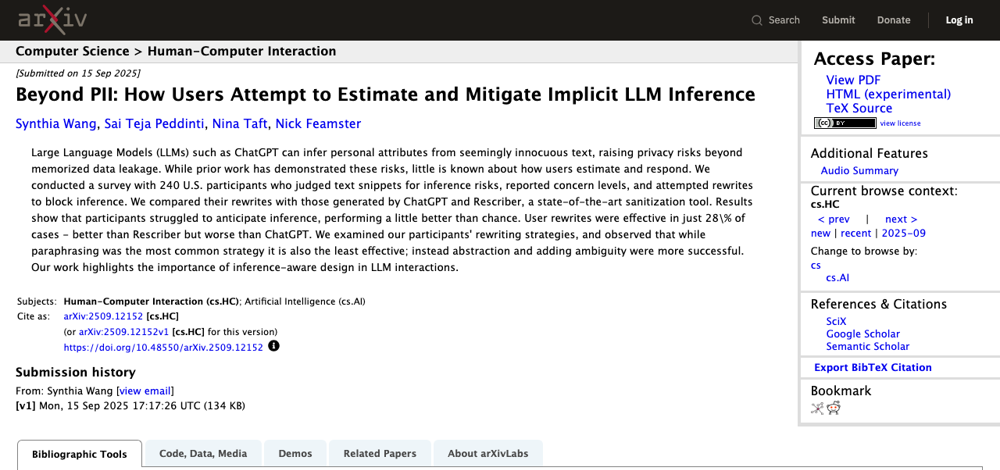 arXiv
Search Submit Donate Log in
Computer Science > Human-Computer Interaction
[Submitted on 15 Sep 2025]
Beyond PII: How Users Attempt to Estimate and Mitigate Implicit LLM Inference
Synthia Wang, Sai Teja Peddinti, Nina Taft, Nick Feamster
Large Language Models (LLMs) such as ChatGPT can infer personal attributes from seemingly innocuous text, raising privacy risks beyond
memorized data leakage. While prior work has demonstrated these risks, little is known about how users estimate and respond. We
conducted a survey with 240 U.S. participants who judged text snippets for inference risks, reported concern levels, and attempted rewrites
to block inference. We compared their rewrites with those generated by ChatGPT and Rescriber, a state-of-the-art sanitization tool. Results
show that participants struggled to anticipate inference, performing a little better than chance. User rewrites were effective in just 28\% of
cases - better than Rescriber but worse than ChatGPT. We examined our participants' rewriting strategies, and observed that while
paraphrasing was the most common strategy it is also the least effective; instead abstraction and adding ambiguity were more successful.
Our work highlights the importance of inference-aware design in LLM interactions.
Subjects: Human-Computer Interaction (cs.HC); Artificial Intelligence (cs.AI)
Cite as: arXiv:2509.12152 [cs.HC]
(or arXiv:2509.12152v1 [cs.HC] for this version)
https://doi.org/10.48550/arXiv.2509.12152
Submission history
From: Synthia Wang [view email]
[v1] Mon, 15 Sep 2025 17:17:26 UTC (134 KB)
Access Paper:
View PDF
HTML (experimental)
TeX Source
(cc) BY view license
Additional Features
Audio Summary
Current browse context:
cs.HC
< prev | next >
new | recent | 2025-09
Change to browse by:
cs
cs.AI
References & Citations
SciX
Google Scholar
Semantic Scholar
Export BibTeX Citation
Bookmark
Bibliographic Tools Code, Data, Media Demos Related Papers About arXivLabs